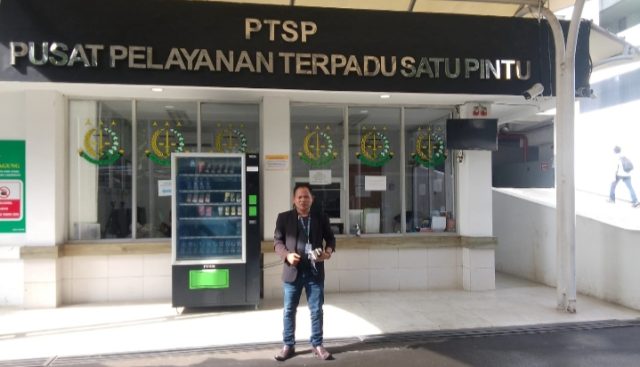 PTSP
PUSAT PELAYANAN TERPADU SATU PINTU